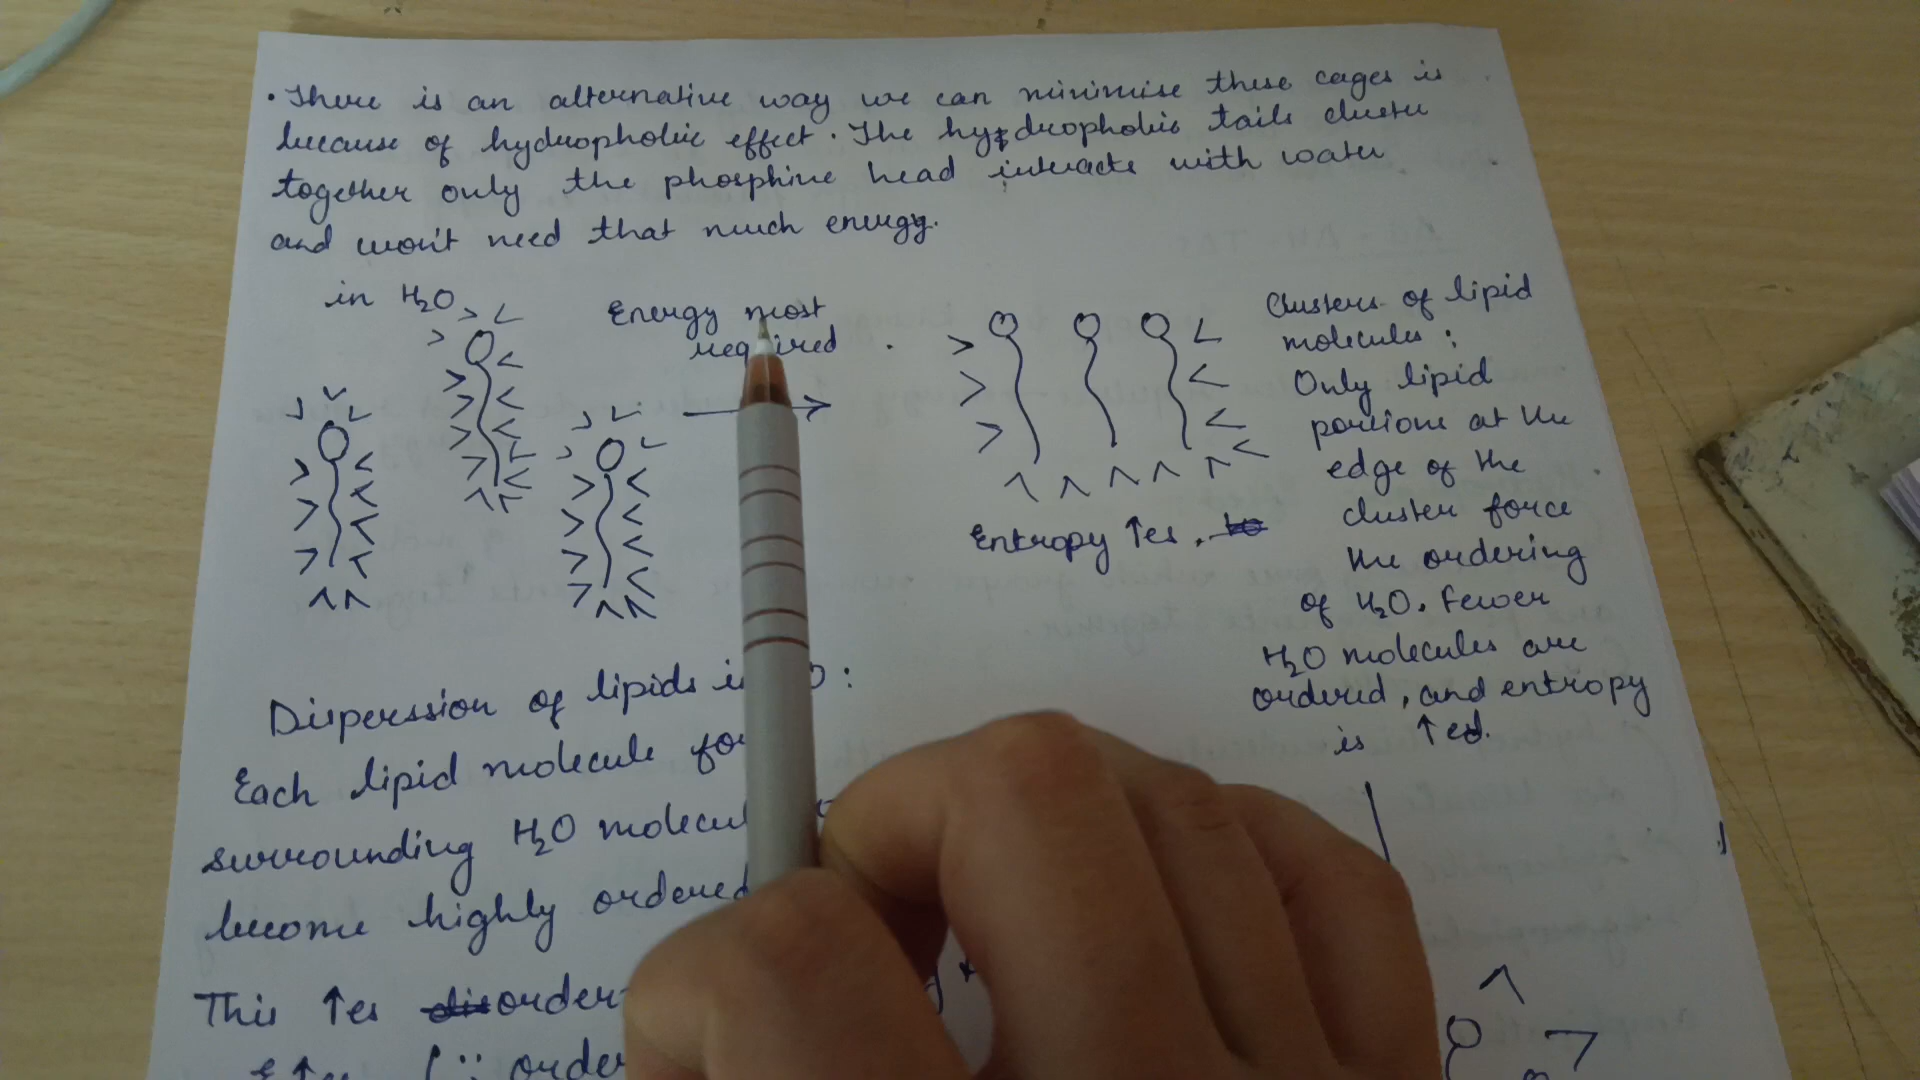 • There is an alternative way we can minimise these cages is
because of hydrophobic effect. The hydrophobic tails cluster
together only the phosphine head interacts with water
and won't need that much energy.
in H2O
Energy most
required
Entropy ↑es.
Clusters of lipid
molecules:
Only lipid
portions at the
edge of the
cluster force
the ordering
of H2O. Fewer
H2O molecules are
ordered, and entropy
is ↑ed.
Disperssion of lipids
Each lipid molecule
surrounding H2O
become highly ordered
This ↑es order